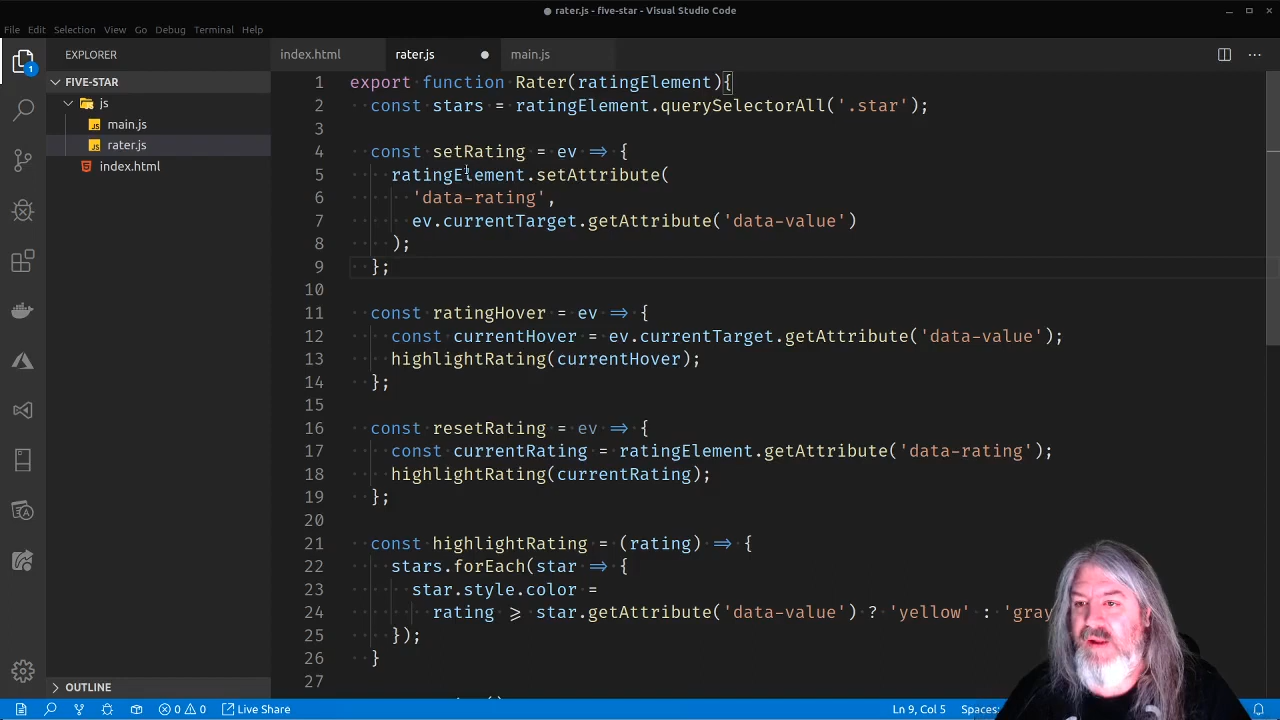 ● rater.js - five-star - Visual Studio Code
File Edit Selection View Go Debug Terminal Help
EXPLORER
index.html
rater.js
main.js
FIVE-STAR
js
main.js
rater.js
index.html
1 export function Rater(ratingElement){
2 const stars = ratingElement.querySelectorAll('.star');
3
4 const setRating = ev => {
5 ratingElement.setAttribute(
6 'data-rating',
7 ev.currentTarget.getAttribute('data-value')
8 );
9 };
10
11 const ratingHover = ev => {
12 const currentHover = ev.currentTarget.getAttribute('data-value');
13 highlightRating(currentHover);
14 };
15
16 const resetRating = ev => {
17 const currentRating = ratingElement.getAttribute('data-rating');
18 highlightRating(currentRating);
19 };
20
21 const highlightRating = (rating) => {
22 stars.forEach(star => {
23 star.style.color =
24 rating >= star.getAttribute('data-value') ? 'yellow' : 'gray
25 });
26 }
27
1
OUTLINE
0 0
Live Share
Ln 9, Col 5
Spaces: